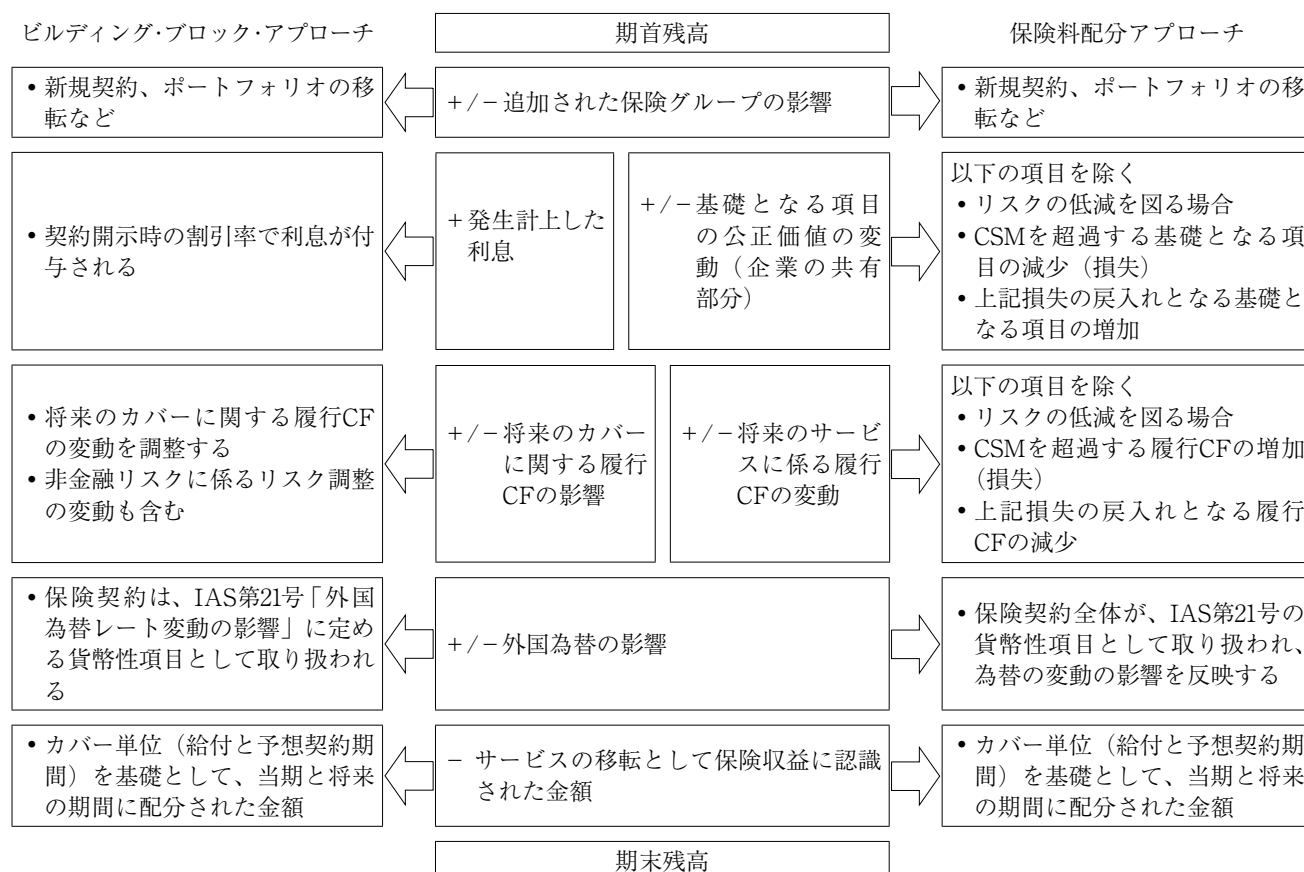 ビルディング・ブロック・アプローチ
期首残高
保険料配分アプローチ
• 新規契約、ポートフォリオの移
転など
+/−追加された保険グループの影響
• 新規契約、ポートフォリオの移
転など
• 契約開示時の割引率で利息が付
与される
+発生計上した
利息
+/−基礎となる項目
の公正価値の変
動（企業の共有
部分）
以下の項目を除く
• リスクの低減を図る場合
• CSMを超過する基礎となる項
目の減少（損失）
• 上記損失の戻入れとなる基礎と
なる項目の増加
• 将来のカバーに関する履行CF
の変動を調整する
• 非金融リスクに係るリスク調整
の変動も含む
+/−将来のカバー
に関する履行
CFの影響
+/−将来のサービ
スに係る履行
CFの変動
以下の項目を除く
• リスクの低減を図る場合
• CSMを超過する履行CFの増加
（損失）
• 上記損失の戻入れとなる履行
CFの減少
• 保険契約は、IAS第21号「外国
為替レート変動の影響」に定め
る貨幣性項目として取り扱われ
る
+/−外国為替の影響
• 保険契約全体が、IAS第21号の
貨幣性項目として取り扱われ、
為替の変動の影響を反映する
• カバー単位（給付と予想契約期
間）を基礎として、当期と将来
の期間に配分された金額
− サービスの移転として保険収益に認識
された金額
• カバー単位（給付と予想契約期
間）を基礎として、当期と将来
の期間に配分された金額
期末残高